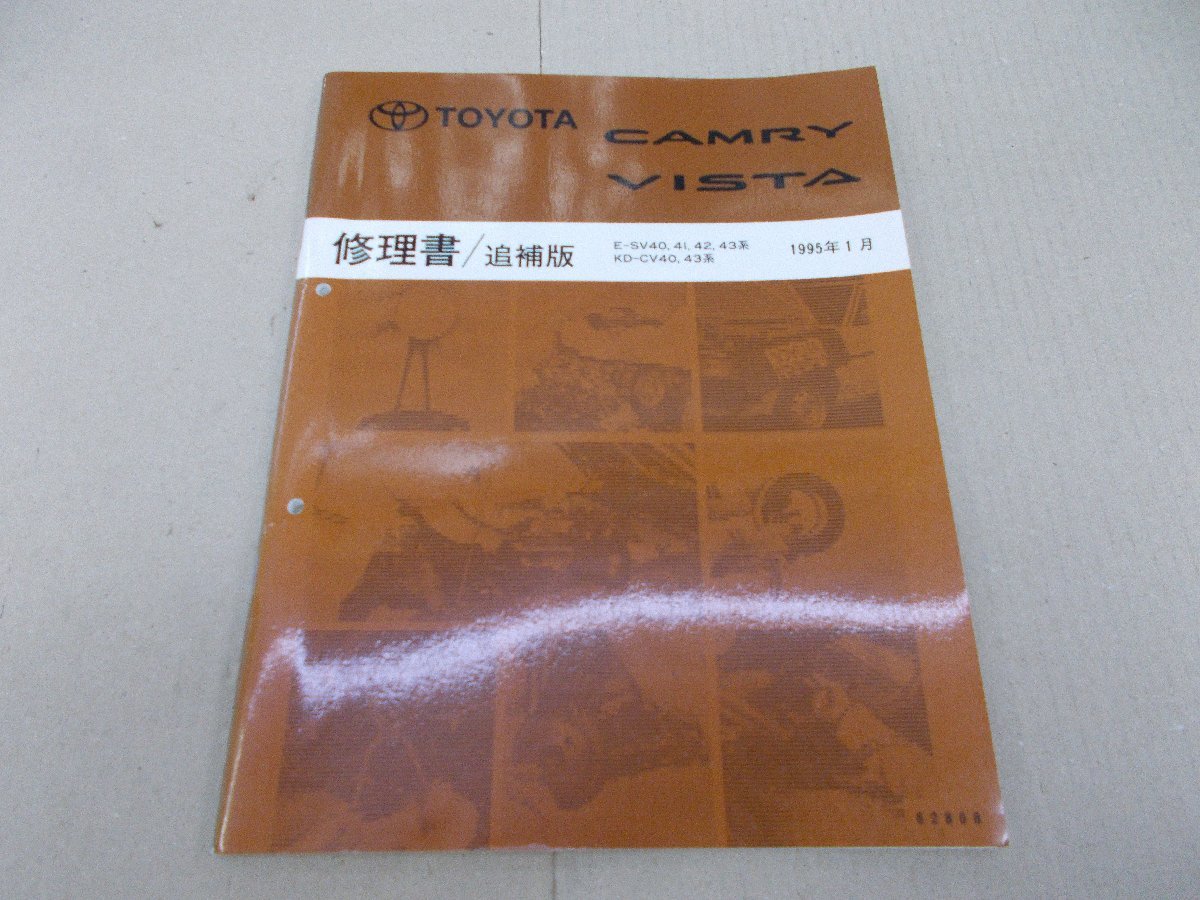 TOYOTA CAMRY
VISTA
修理書/追補版
E-SV40, 41, 42, 43系
KD-CV40, 43系
1995年1月
62808